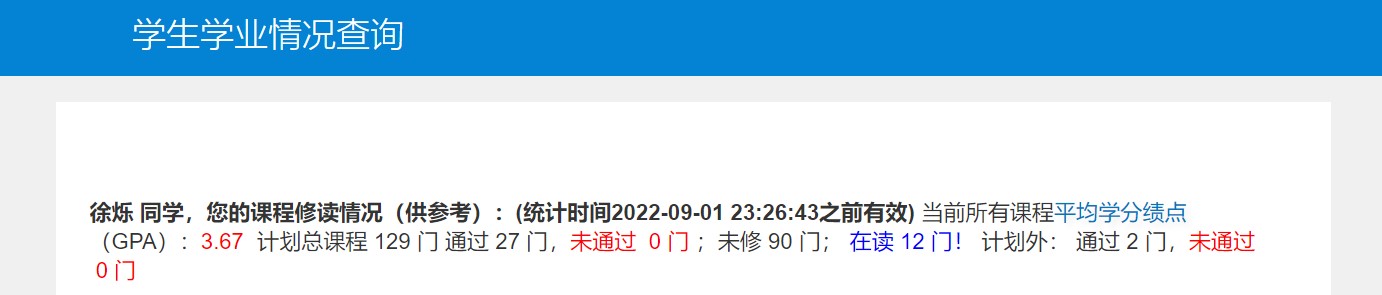 学生学业情况查询
徐烁 同学，您的课程修读情况（供参考）：(统计时间2022-09-01 23:26:43之前有效) 当前所有课程平均学分绩点
（GPA）：3.67 计划总课程 129 门 通过 27 门，未通过 0 门 ；未修 90 门； 在读 12 门！ 计划外： 通过 2 门，未通过
0 门